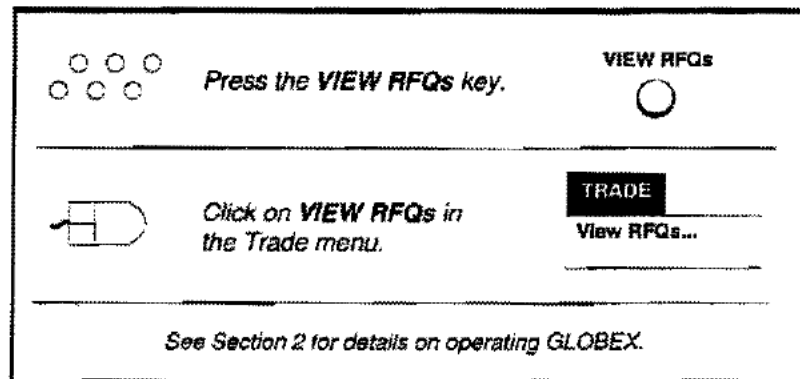 Press the VIEW RFQs key.
VIEW RFQs
Click on VIEW RFQs in
the Trade menu.
TRADE
View RFQs...
See Section 2 for details on operating GLOBEX.